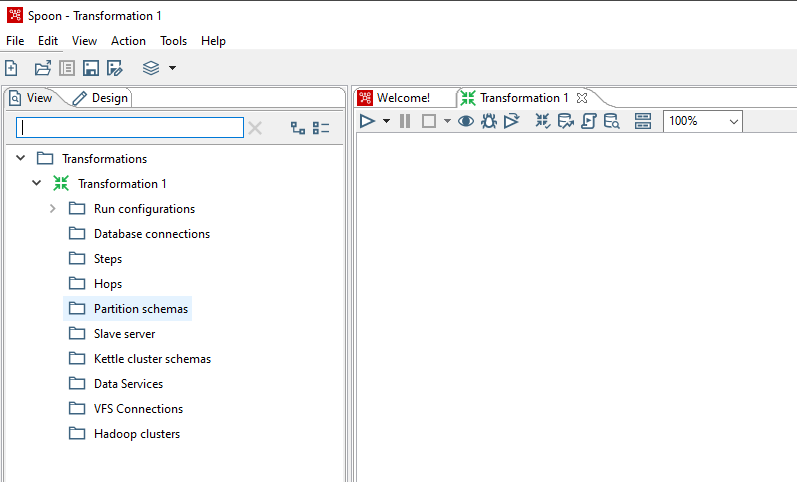 Spoon - Transformation 1
File Edit View Action Tools Help
View Design
Welcome! Transformation 1
100%
Transformations
Transformation 1
Run configurations
Database connections
Steps
Hops
Partition schemas
Slave server
Kettle cluster schemas
Data Services
VFS Connections
Hadoop clusters